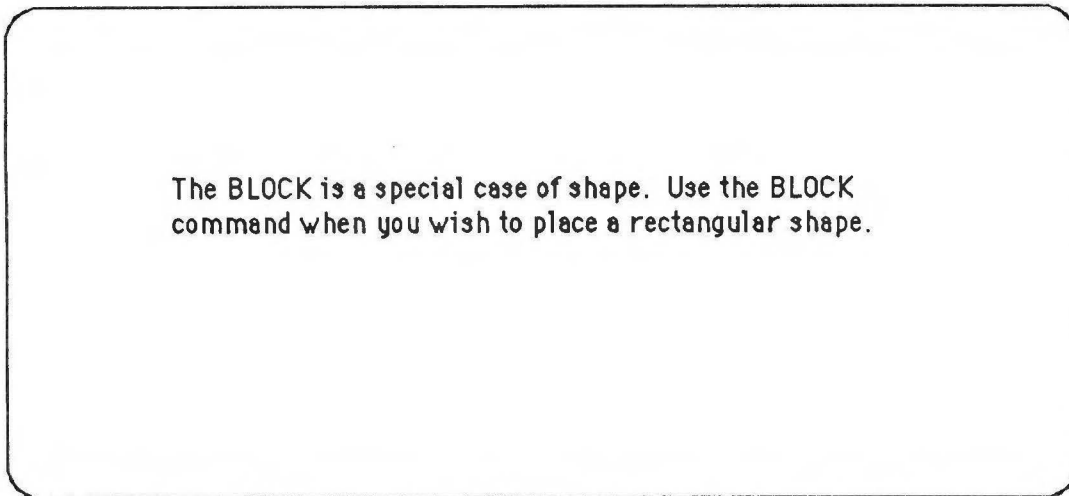 The BLOCK is a special case of shape.  Use the BLOCK
command when you wish to place a rectangular shape.